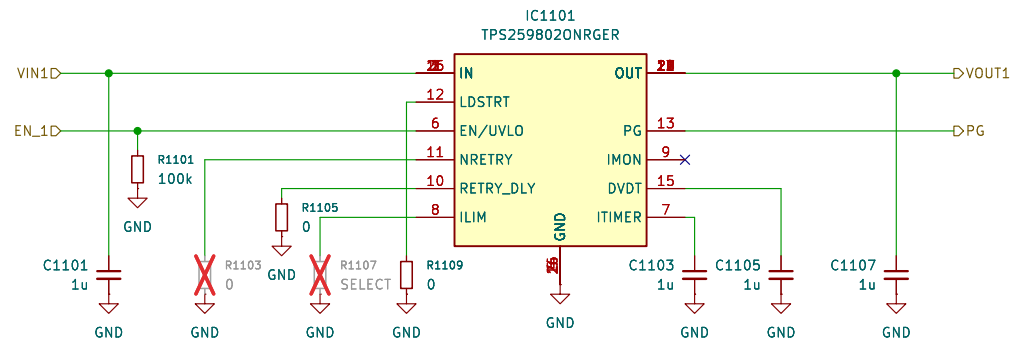 IC1101
TPS259802ONRGER
VIN1
IN
OUT
VOUT1
12
LDSTRT
EN_1
6
EN/UVLO
PG
13
PG
R1101
100k
11
NRETRY
IMON
9
10
RETRY_DLY
DVDT
15
R1105
0
8
ILIM
ITIMER
7
GND
GND
GND
C1101
1u
R1103
0
R1107
SELECT
R1109
0
C1103
1u
C1105
1u
C1107
1u
GND
GND
GND
GND
GND
GND
GND
GND